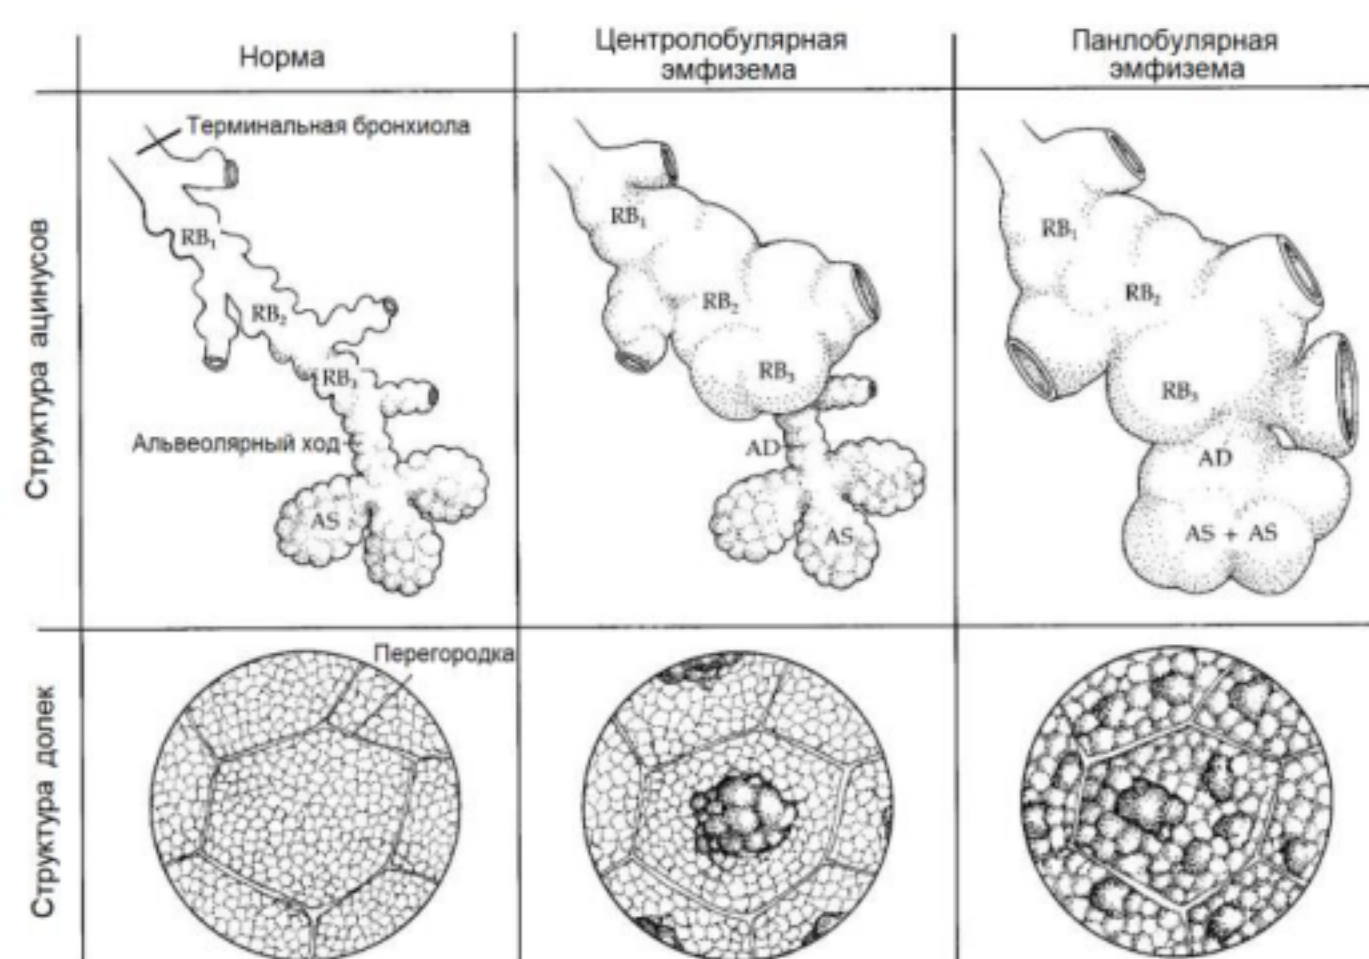 Норма
Центролобулярная
эмфизема
Панлобулярная
эмфизема
Структура ацинусов
Терминальная бронхиола
RB₁
RB₂
RB₃
Альвеолярный ход
AS
RB₁
RB₂
RB₃
AD
AS
RB₁
RB₂
RB₃
AD
AS + AS
Структура долек
Перегородка